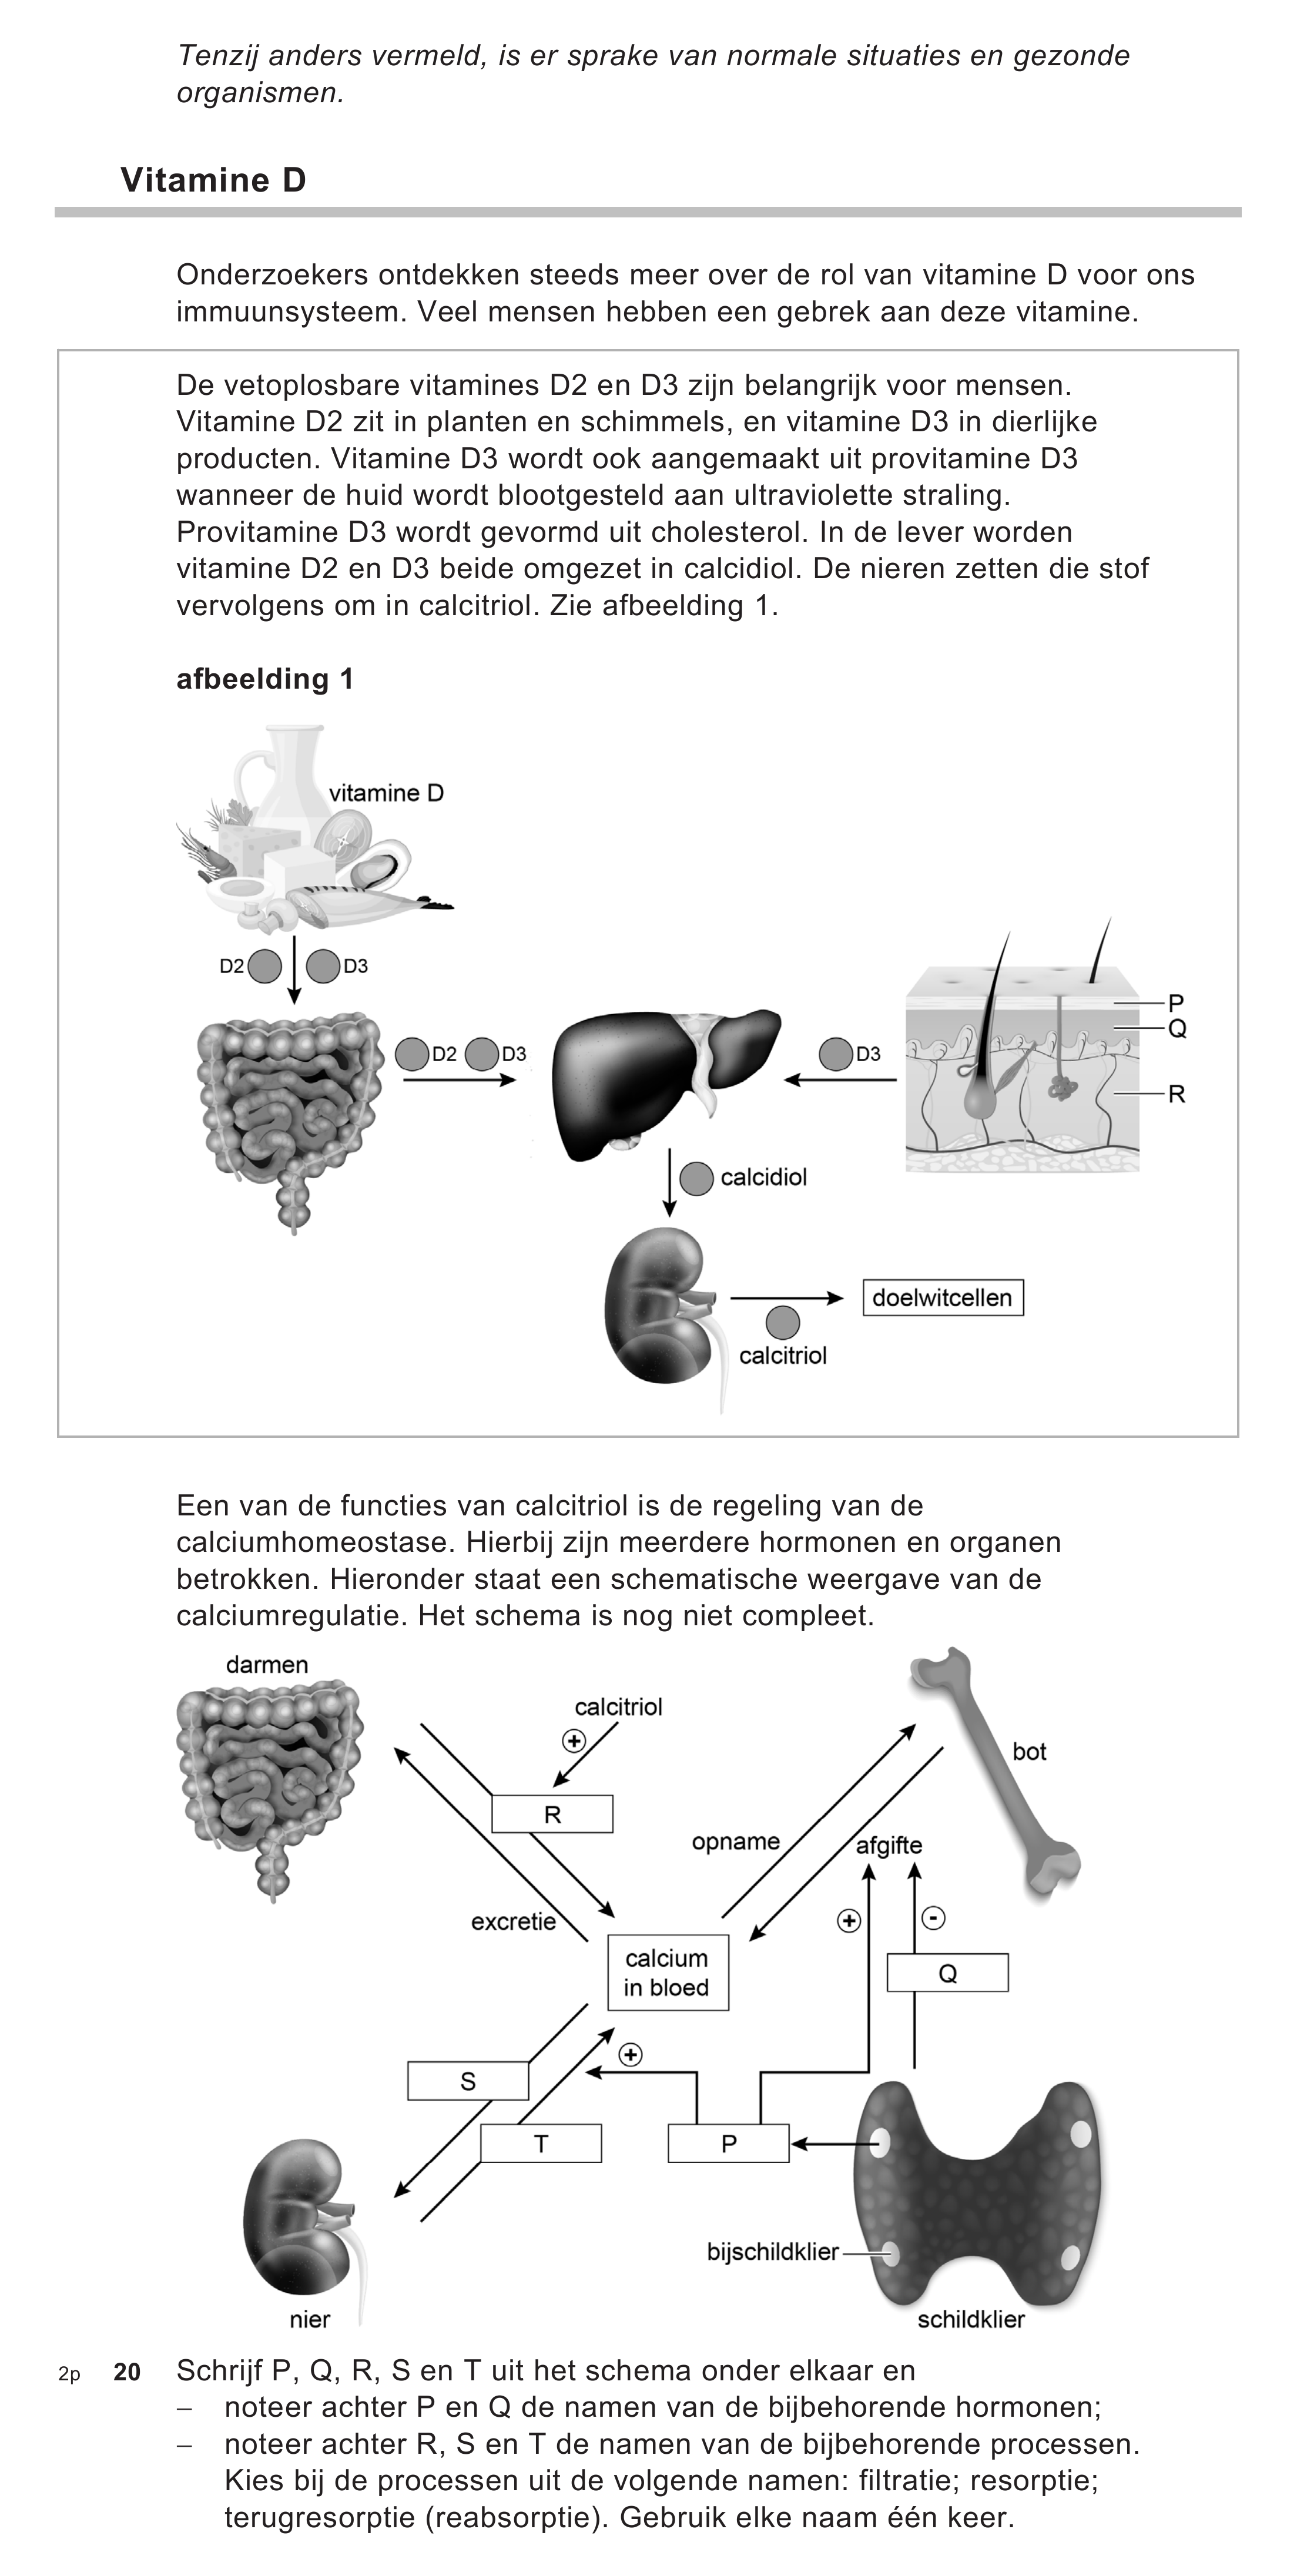 Tenzij anders vermeld, is er sprake van normale situaties en gezonde
organismen.
Vitamine D
Onderzoekers ontdekken steeds meer over de rol van vitamine D voor ons
immuunsysteem. Veel mensen hebben een gebrek aan deze vitamine.
De vetoplosbare vitamines D2 en D3 zijn belangrijk voor mensen.
Vitamine D2 zit in planten en schimmels, en vitamine D3 in dierlijke
producten. Vitamine D3 wordt ook aangemaakt uit provitamine D3
wanneer de huid wordt blootgesteld aan ultraviolette straling.
Provitamine D3 wordt gevormd uit cholesterol. In de lever worden
vitamine D2 en D3 beide omgezet in calcidiol. De nieren zetten die stof
vervolgens om in calcitriol. Zie afbeelding 1.
afbeelding 1
vitamine D
D2 D3
P
Q
D2 D3
D3
R
calcidiol
doelwitcellen
calcitriol
Een van de functies van calcitriol is de regeling van de
calciumhomeostase. Hierbij zijn meerdere hormonen en organen
betrokken. Hieronder staat een schematische weergave van de
calciumregulatie. Het schema is nog niet compleet.
darmen
calcitriol
+
bot
R
opname
afgifte
excretie
+ -
calcium
in bloed
Q
+
S
T
P
bijschildklier
nier
schildklier
2p 20 Schrijf P, Q, R, S en T uit het schema onder elkaar en
– noteer achter P en Q de namen van de bijbehorende hormonen;
– noteer achter R, S en T de namen van de bijbehorende processen.
Kies bij de processen uit de volgende namen: filtratie; resorptie;
terugresorptie (reabsorptie). Gebruik elke naam één keer.